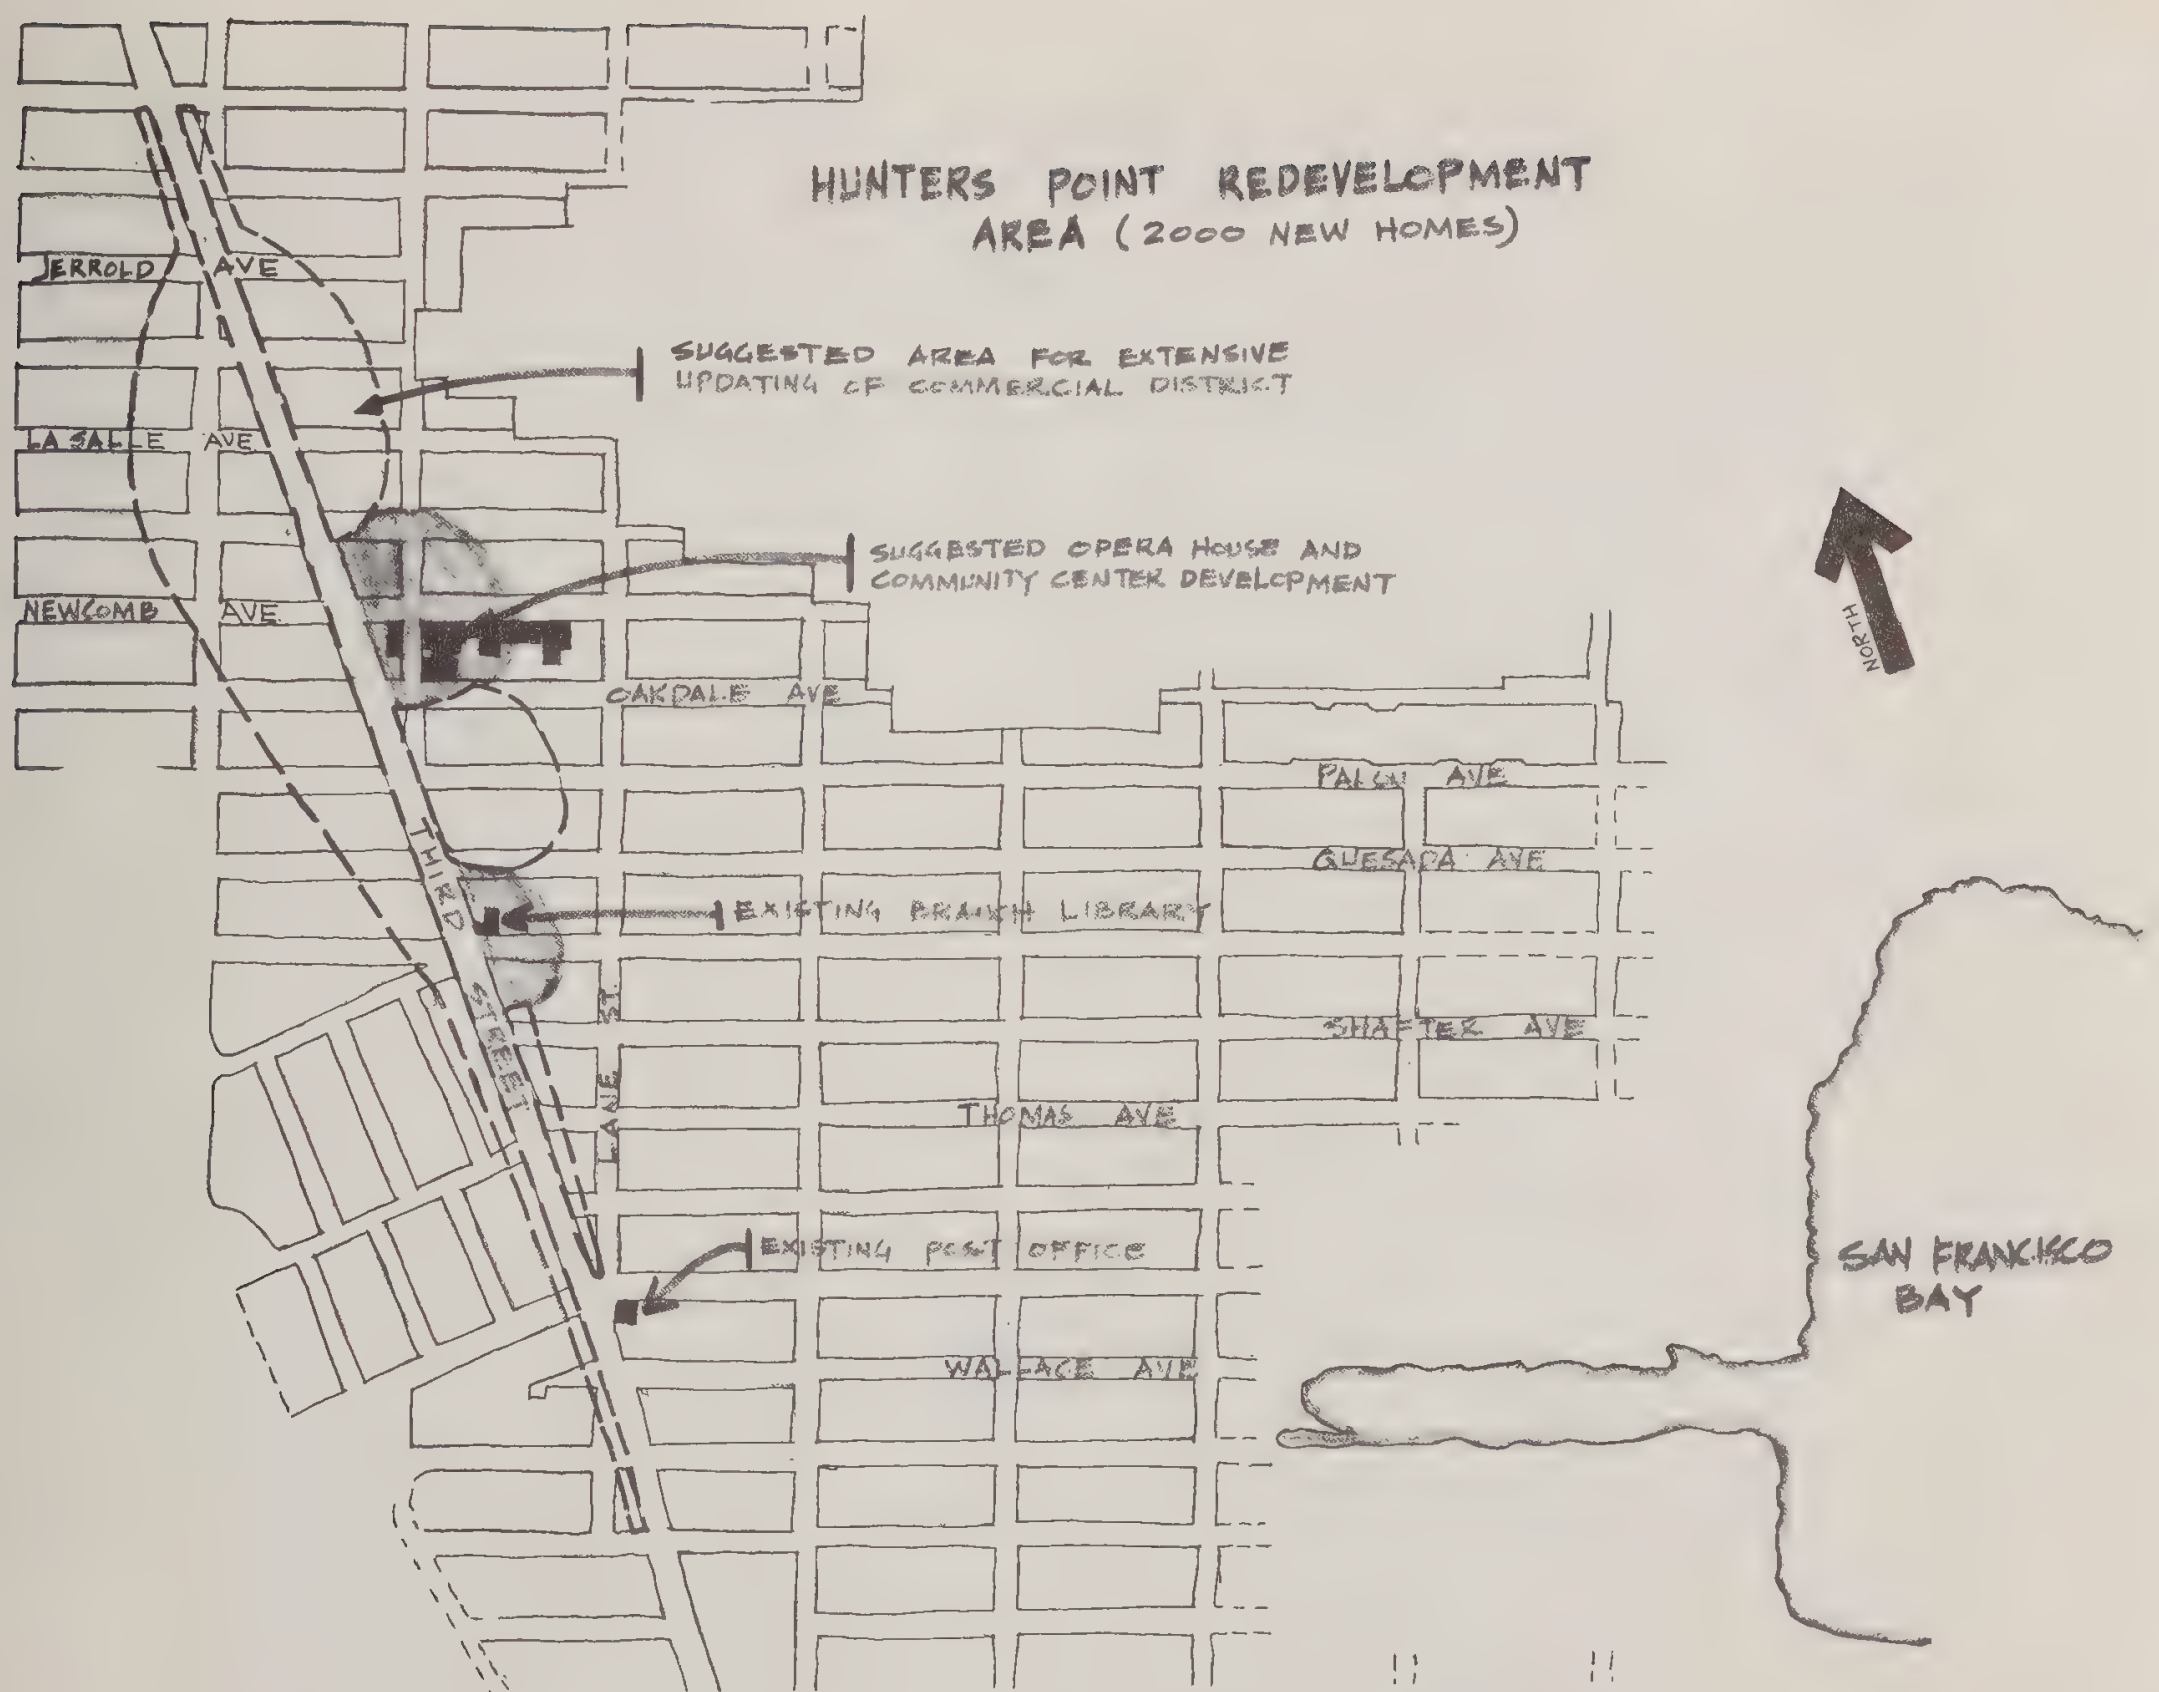 HUNTERS POINT REDEVELOPMENT
AREA (2000 NEW HOMES)
JERROLD AVE
SUGGESTED AREA FOR EXTENSIVE
UPDATING OF COMMERCIAL DISTRICT
LA SALLE AVE
SUGGESTED OPERA HOUSE AND
COMMUNITY CENTER DEVELOPMENT
NEWCOMB AVE
NORTH
OAKDALE AVE
PALOU AVE
THIRD STREET
QUESADA AVE
EXISTING BRANCH LIBRARY
LANE ST.
SHAFTER AVE
THOMAS AVE
EXISTING POST OFFICE
SAN FRANCISCO
BAY
WALLACE AVE